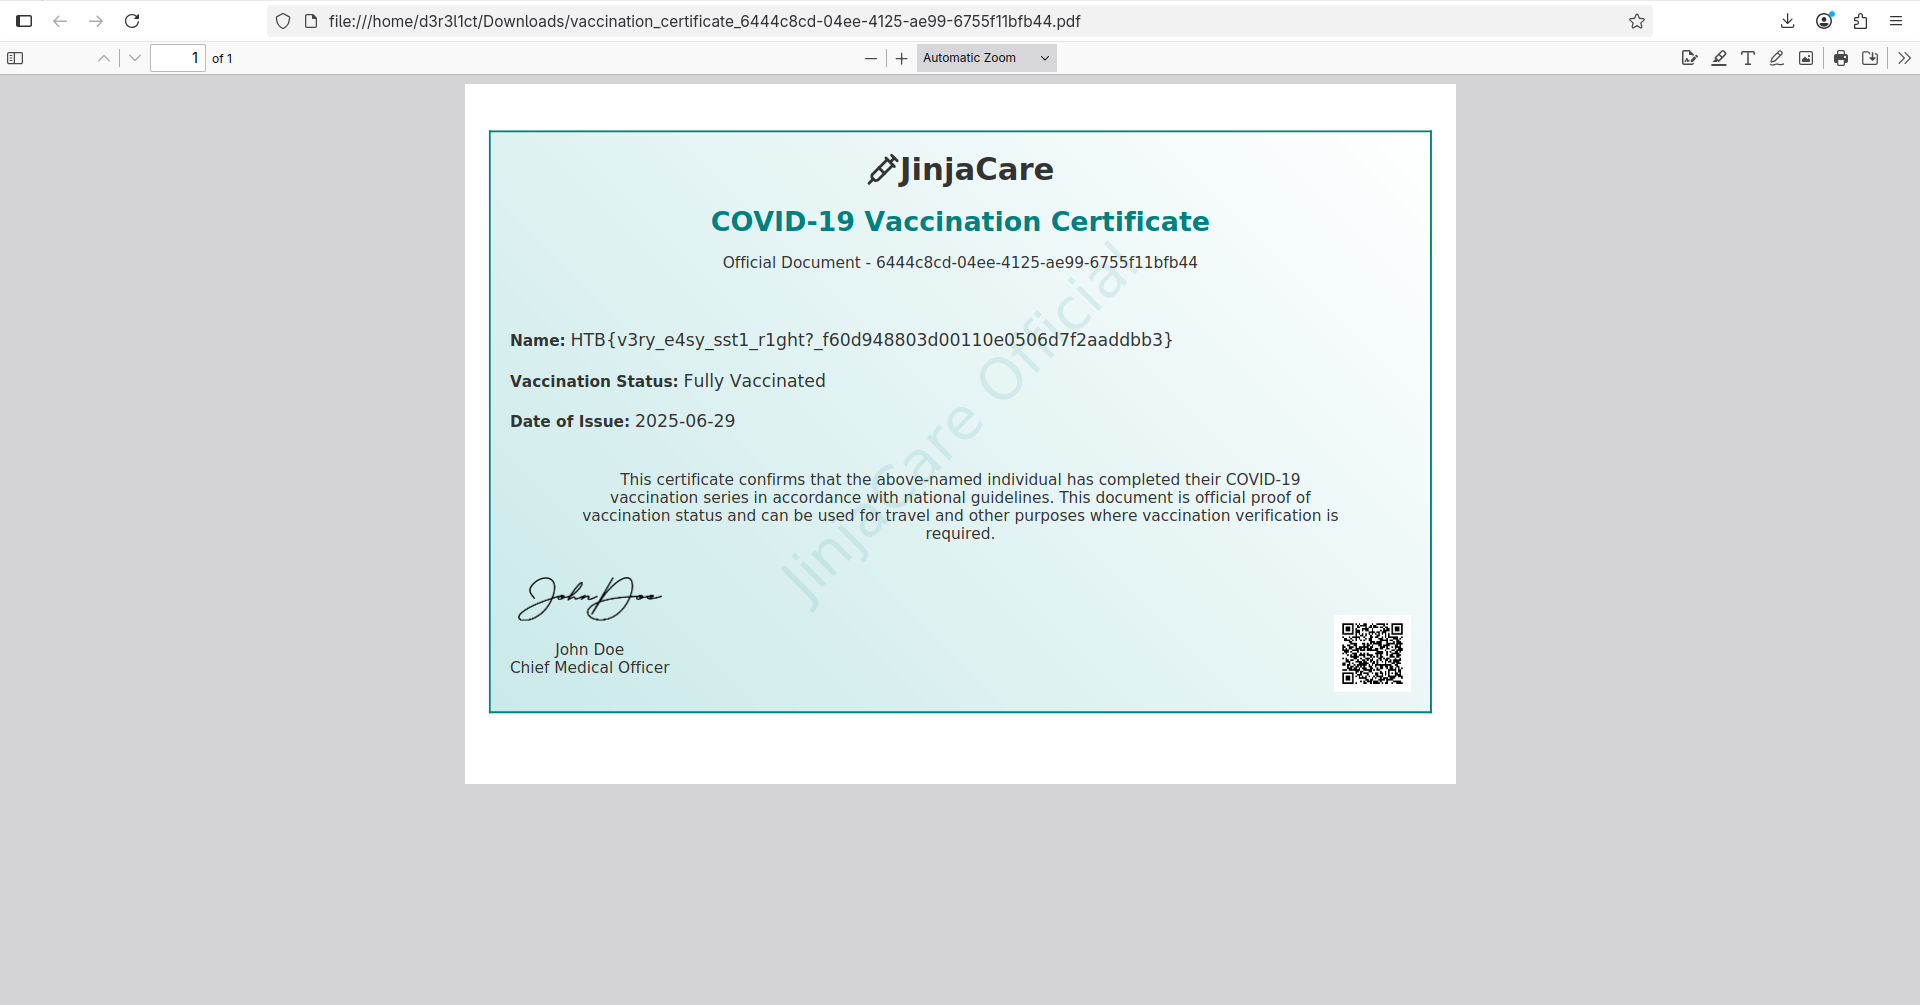 file:///home/d3r3l1ct/Downloads/vaccination_certificate_6444c8cd-04ee-4125-ae99-6755f11bfb44.pdf
1 of 1 Automatic Zoom
JinjaCare
COVID-19 Vaccination Certificate
Official Document - 6444c8cd-04ee-4125-ae99-6755f11bfb44
Name: HTB{v3ry_e4sy_sst1_r1ght?_f60d948803d00110e0506d7f2aaddbb3}
Vaccination Status: Fully Vaccinated
Date of Issue: 2025-06-29
JinjaCare Official
This certificate confirms that the above-named individual has completed their COVID-19
vaccination series in accordance with national guidelines. This document is official proof of
vaccination status and can be used for travel and other purposes where vaccination verification is
required.
John Doe
John Doe
Chief Medical Officer